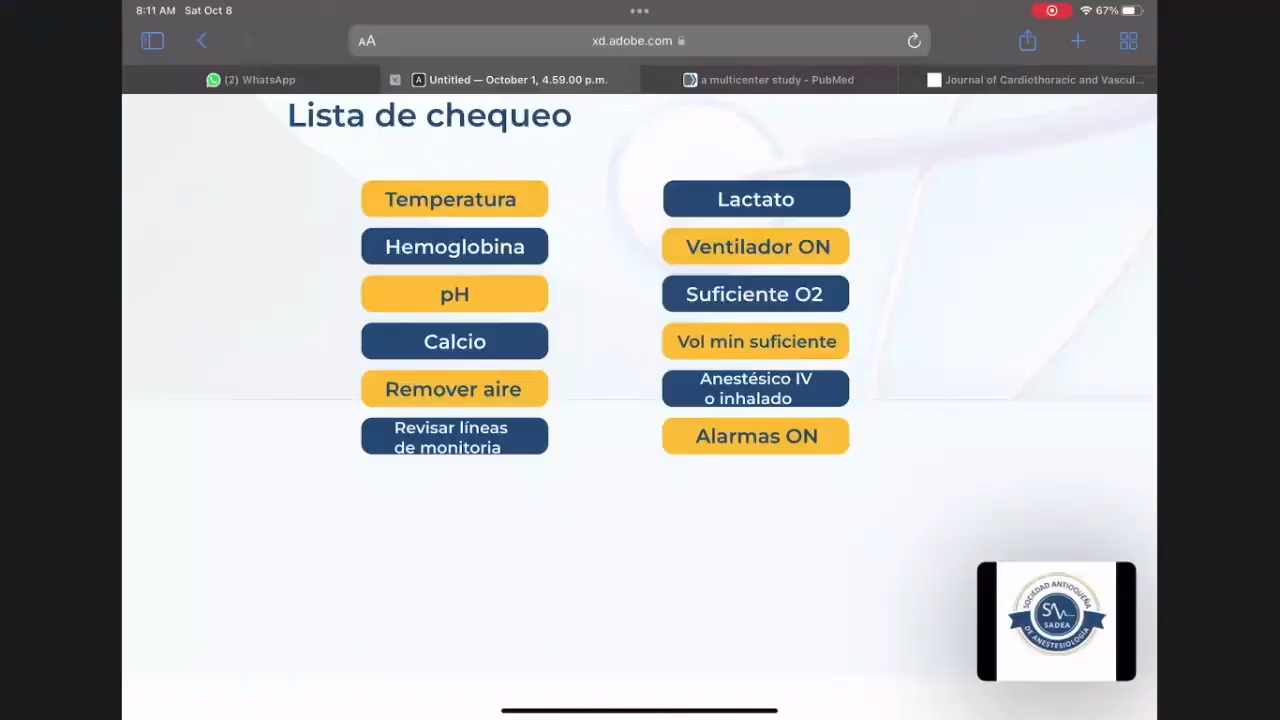 8:11 AM Sat Oct 8
67%
AA
xd.adobe.com
(2) WhatsApp
Untitled — October 1, 4.59.00 p.m.
a multicenter study - PubMed
Journal of Cardiothoracic and Vascul...
Lista de chequeo
Temperatura
Hemoglobina
pH
Calcio
Remover aire
Revisar líneas
de monitoria
Lactato
Ventilador ON
Suficiente O2
Vol min suficiente
Anestésico IV
o inhalado
Alarmas ON
SOCIEDAD ANTIOQUEÑA
SADEA
DE ANESTESIOLOGÍA